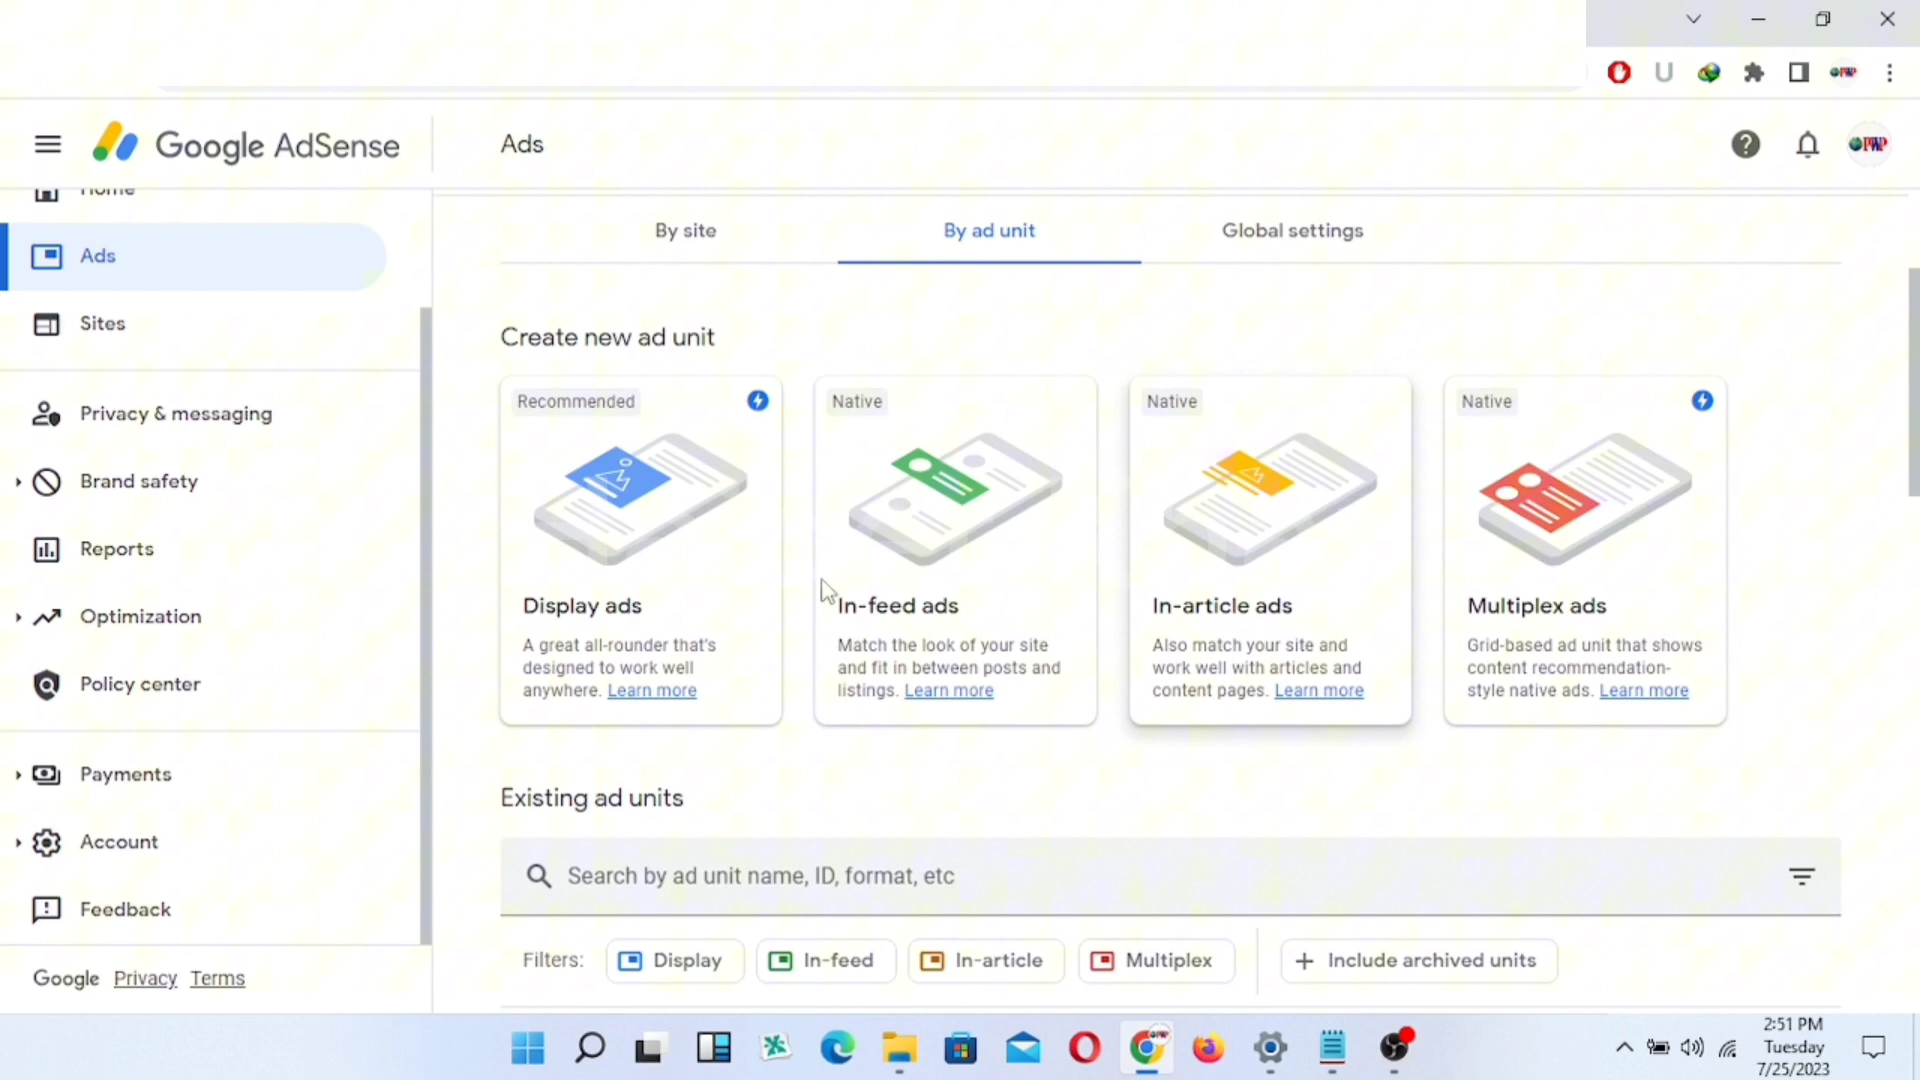 Google AdSense
Ads
Home
Ads
Sites
Privacy & messaging
Brand safety
Reports
Optimization
Policy center
Payments
Account
Feedback
Google Privacy Terms
By site
By ad unit
Global settings
Create new ad unit
Recommended
Display ads
A great all-rounder that's
designed to work well
anywhere. Learn more
Native
In-feed ads
Match the look of your site
and fit in between posts and
listings. Learn more
Native
In-article ads
Also match your site and
work well with articles and
content pages. Learn more
Native
Multiplex ads
Grid-based ad unit that shows
content recommendation-
style native ads. Learn more
Existing ad units
Search by ad unit name, ID, format, etc
Filters: Display In-feed In-article Multiplex Include archived units
2:51 PM
Tuesday
7/25/2023